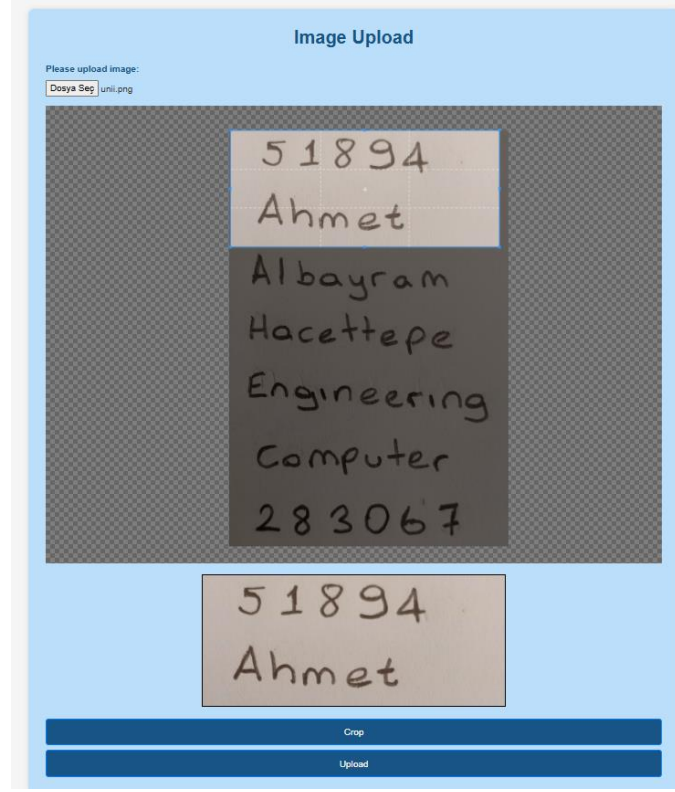 Image Upload
Please upload image:
Dosya Seç unii.png
51894
Ahmet
Albayram
Hacettepe
Engineering
Computer
283067
51894
Ahmet
Crop
Upload